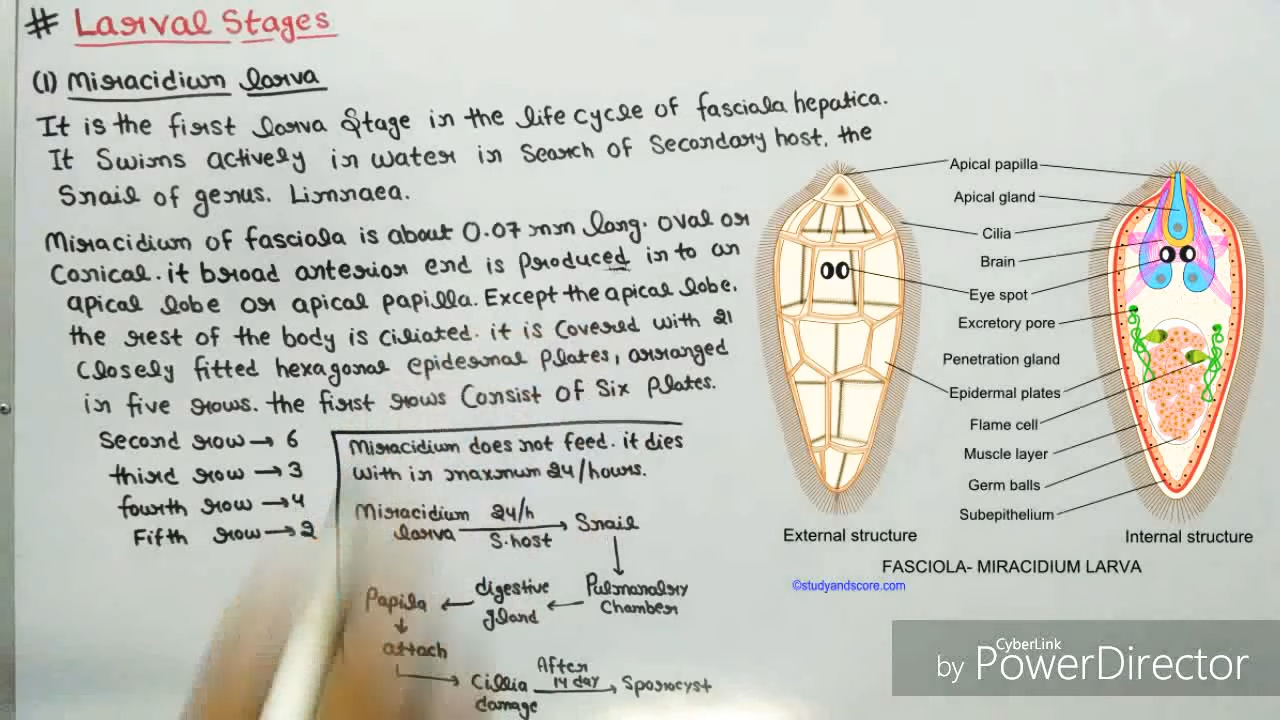 # Larval Stages
(1) Miracidium larva
It is the first larva Stage in the life cycle of fasciala hepatica.
It Swims actively in water in Search of Secondary host, the
Snail of genus. Limnaea.
Miracidium of fasciola is about 0.07 mm lang. oval or
Conical. it broad anterior end is produced in to an
apical lobe or apical papilla. Except the apical lobe.
the rest of the body is ciliated. it is Covered with 21
Closely fitted hexagonal epidermal Plates, arranged
in five rows. the first rows Consist of Six Plates.
Second row → 6
third row → 3
fourth row → 4
Fifth row → 2
Miracidium does not feed. it dies
With in maxmum 24/hours.
Miracidium larva 24/h S.host → Snail
↓
Pulmanalry Chamber
← digestive gland
← Papila
↓
attach
→ Cillia damage After 14 day → Sporocyst
Apical papilla
Apical gland
Cilia
Brain
Eye spot
Excretory pore
Penetration gland
Epidermal plates
Flame cell
Muscle layer
Germ balls
Subepithelium
External structure
Internal structure
FASCIOLA- MIRACIDIUM LARVA
©studyandscore.com
CyberLink
by PowerDirector